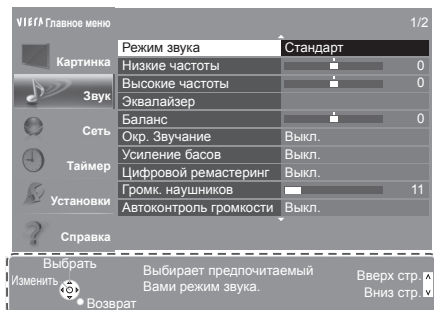 VIErA Главное меню 1/2
Картинка
Звук
Сеть
Таймер
Установки
Справка
Режим звука Стандарт
Низкие частоты 0
Высокие частоты 0
Эквалайзер
Баланс 0
Окр. Звучание Выкл.
Усиление басов Выкл.
Цифровой ремастеринг Выкл.
Громк. наушников 11
Автоконтроль громкости Выкл.
Выбрать
Изменить
Возврат
Выбирает предпочитаемый
Вами режим звука.
Вверх стр.
Вниз стр.